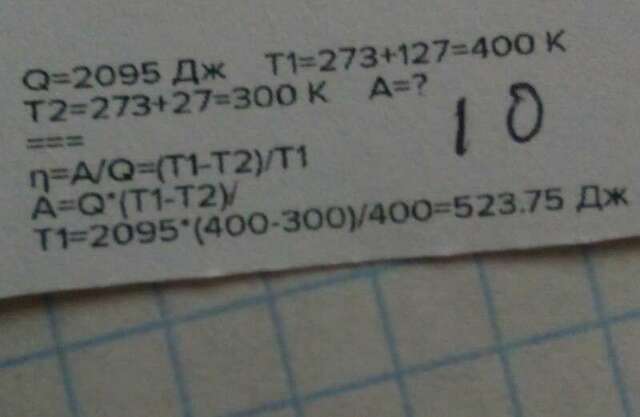 Q=2095 Дж T1=273+127=400 К
T2=273+27=300 К A=?
===
10
η=A/Q=(T1-T2)/T1
A=Q*(T1-T2)/
T1=2095*(400-300)/400=523.75 Дж